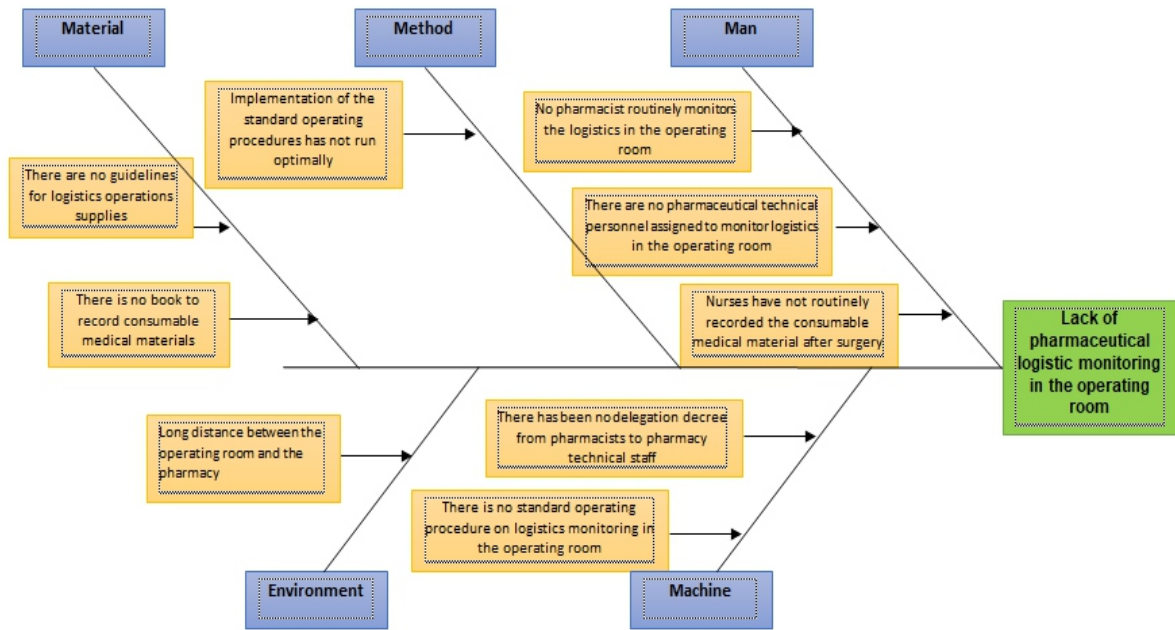 Material
Method
Man
Implementation of the
standard operating
procedures has not run
optimally
No pharmacist routinely monitors
the logistics in the operating
room
There are no guidelines
for logistics operations
supplies
There are no pharmaceutical technical
personnel assigned to monitor logistics
in the operating room
There is no book to
record consumable
medical materials
Nurses have not routinely
recorded the consumable
medical material after surgery
Lack of
pharmaceutical
logistic monitoring
in the operating
room
Long distance between the
operating room and the
pharmacy
There has been no delegation decree
from pharmacists to pharmacy
technical staff
There is no standard operating
procedure on logistics monitoring in
the operating room
Environment
Machine